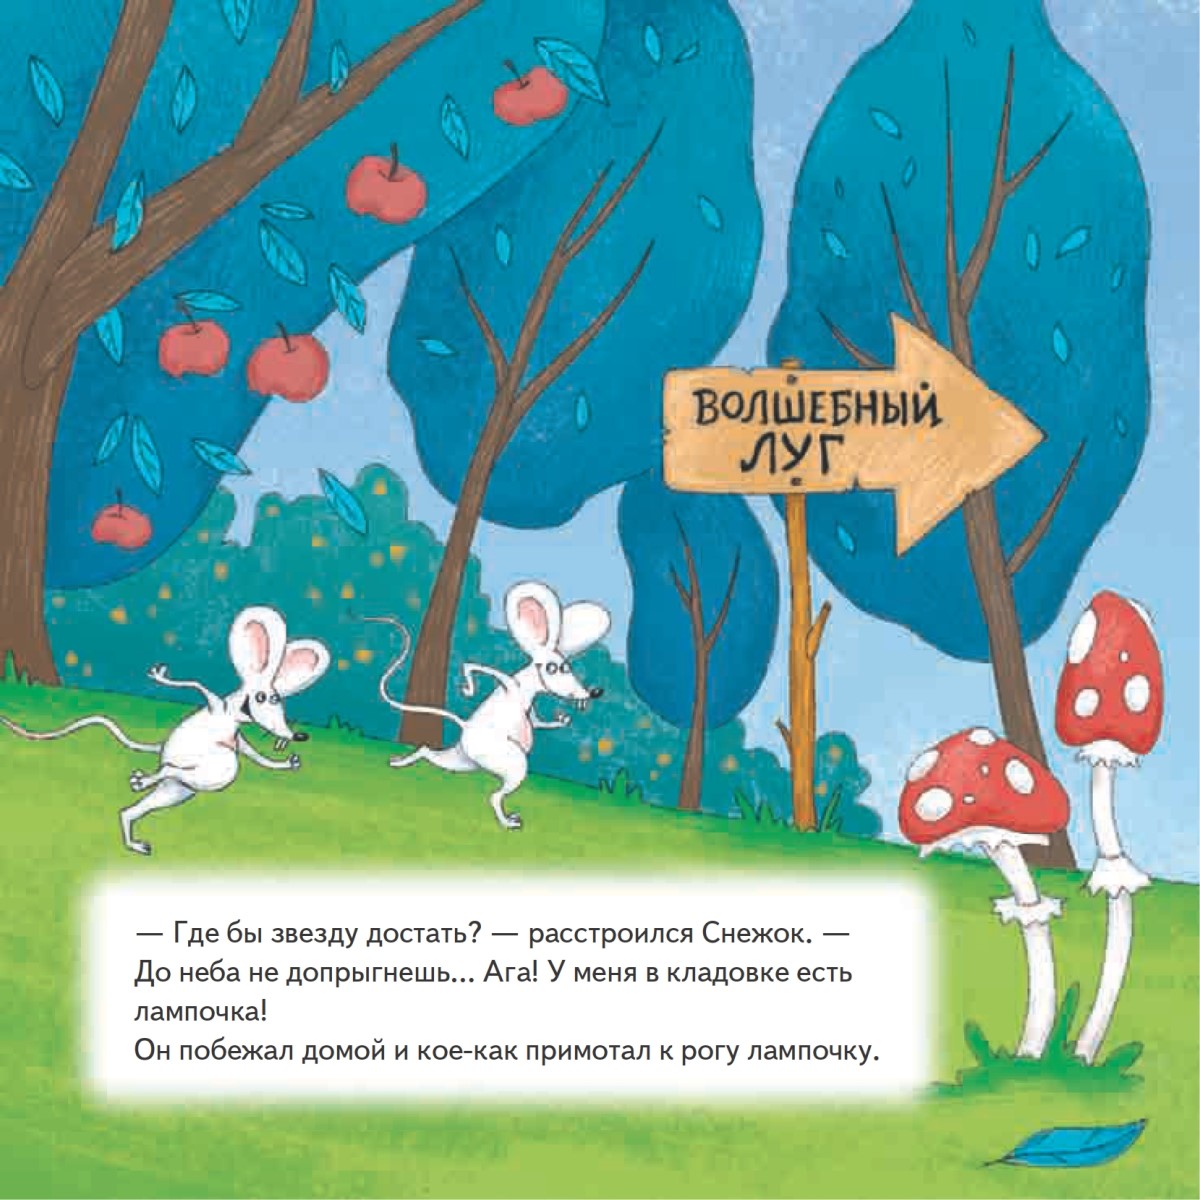 ВОЛШЕБНЫЙ
ЛУГ
— Где бы звезду достать? — расстроился Снежок. —
До неба не допрыгнешь... Ага! У меня в кладовке есть
лампочка!
Он побежал домой и кое-как примотал к рогу лампочку.